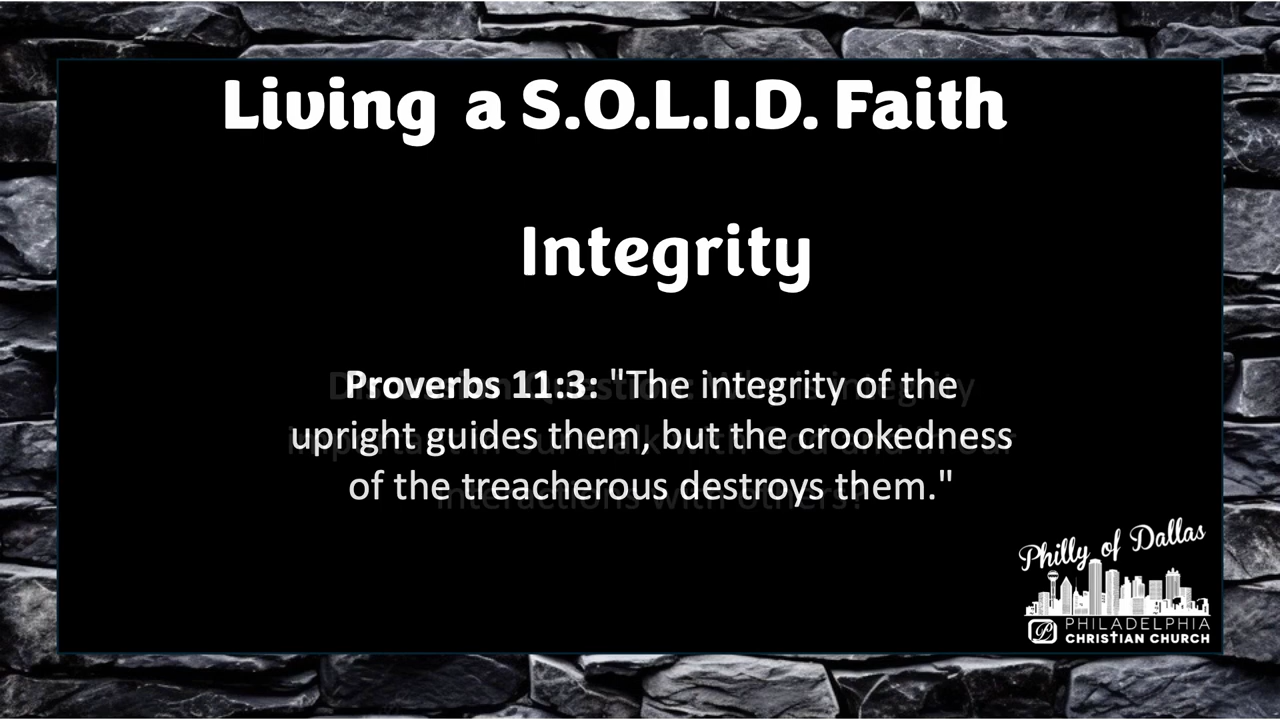 Living a S.O.L.I.D. Faith
Integrity
Proverbs 11:3: "The integrity of the
upright guides them, but the crookedness
of the treacherous destroys them."
Philly of Dallas
PHILADELPHIA
CHRISTIAN CHURCH